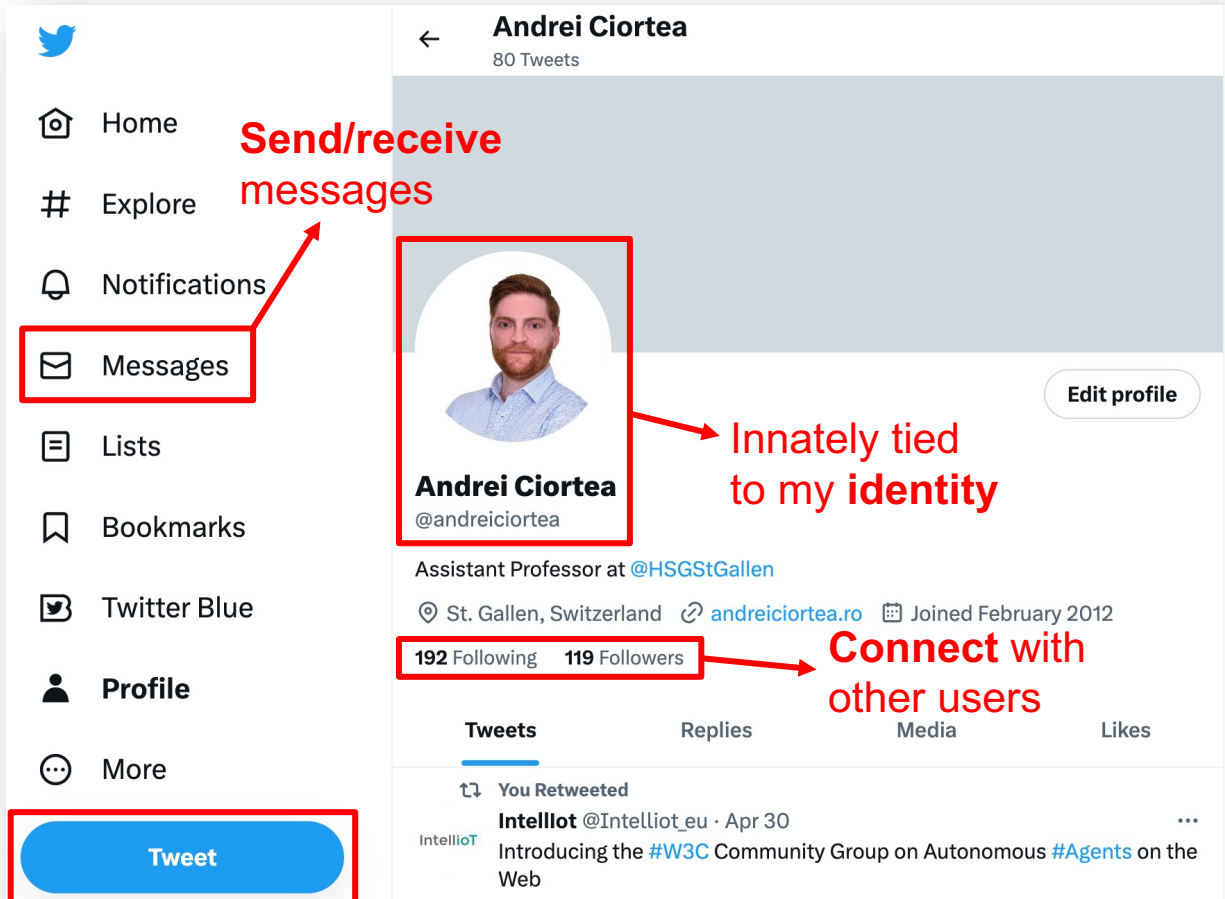 Andrei Ciortea
80 Tweets
Home
Send/receive
messages
Explore
Notifications
Messages
Edit profile
Lists
Innately tied
to my identity
Andrei Ciortea
@andreiciortea
Bookmarks
Assistant Professor at @HSGStGallen
Twitter Blue
St. Gallen, Switzerland andreiciortea.ro Joined February 2012
192 Following 119 Followers
Connect with
other users
Profile
Tweets Replies Media Likes
More
You Retweeted
IntellIot @Intelliot_eu · Apr 30
IntellioT
Introducing the #W3C Community Group on Autonomous #Agents on the
Web
Tweet